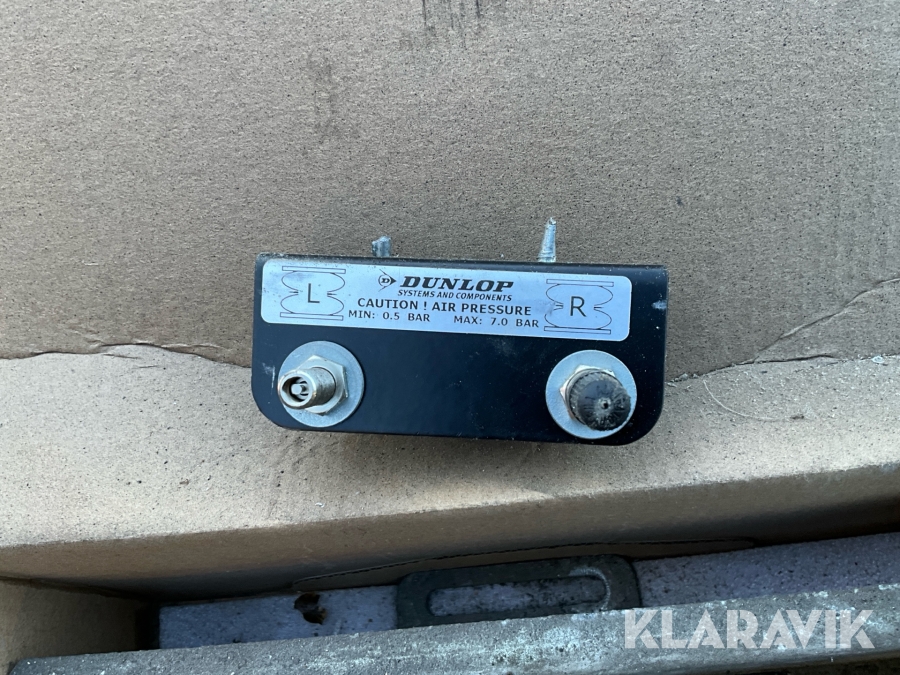 L
DUNLOP
SYSTEMS AND COMPONENTS
CAUTION ! AIR PRESSURE
MIN: 0.5 BAR MAX: 7.0 BAR
R
KLARAVIK